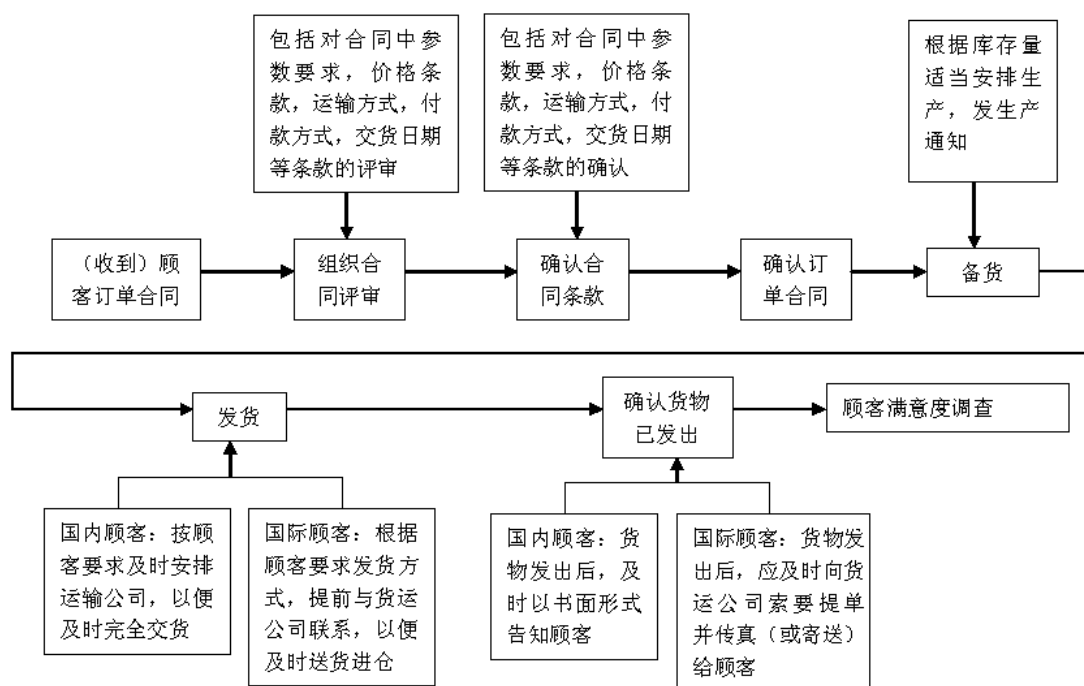 包括对合同中参
数要求，价格条
款，运输方式，付
款方式，交货日期
等条款的评审
包括对合同中参
数要求，价格条
款，运输方式，付
款方式，交货日期
等条款的确认
根据库存量
适当安排生
产，发生产
通知
（收到）顾
客订单合同
组织合
同评审
确认合
同条款
确认订
单合同
备货
发货
确认货物
已发出
顾客满意度调查
国内顾客：按顾
客要求及时安排
运输公司，以便
及时完全交货
国际顾客：根据
顾客要求发货方
式，提前与货运
公司联系，以便
及时送货进仓
国内顾客：货
物发出后，及
时以书面形式
告知顾客
国际顾客：货物发
出后，应及时向货
运公司索要提单
并传真（或寄送）
给顾客